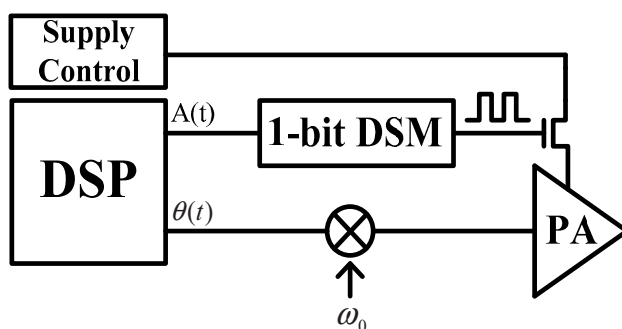 Supply
Control
A(t)
1-bit DSM
DSP
θ(t)
PA
ω₀